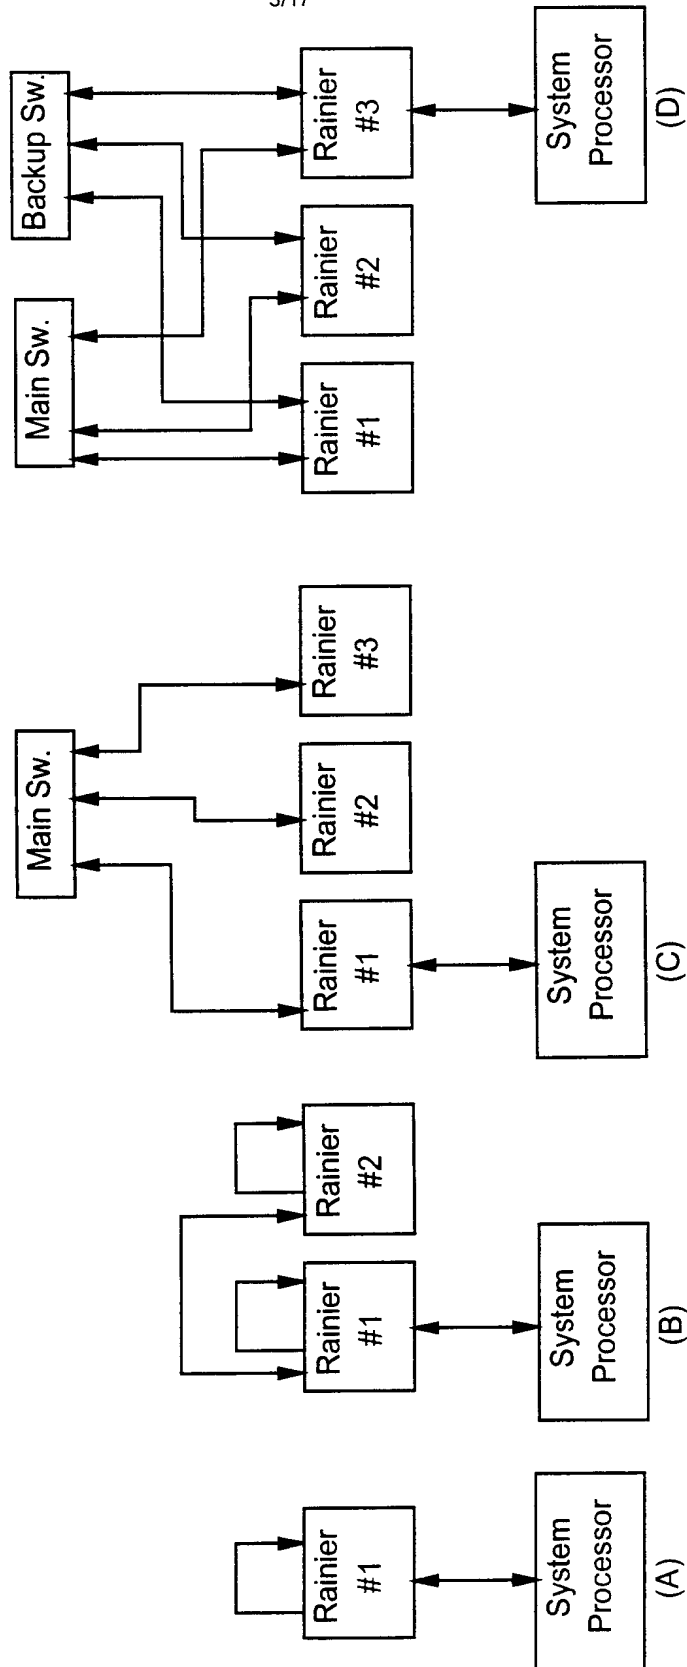 3/17
Rainier
#1
System
Processor
(A)
Rainier
#1
Rainier
#2
System
Processor
(B)
Main Sw.
Rainier
#1
Rainier
#2
Rainier
#3
System
Processor
(C)
Main Sw.
Backup Sw.
Rainier
#1
Rainier
#2
Rainier
#3
System
Processor
(D)